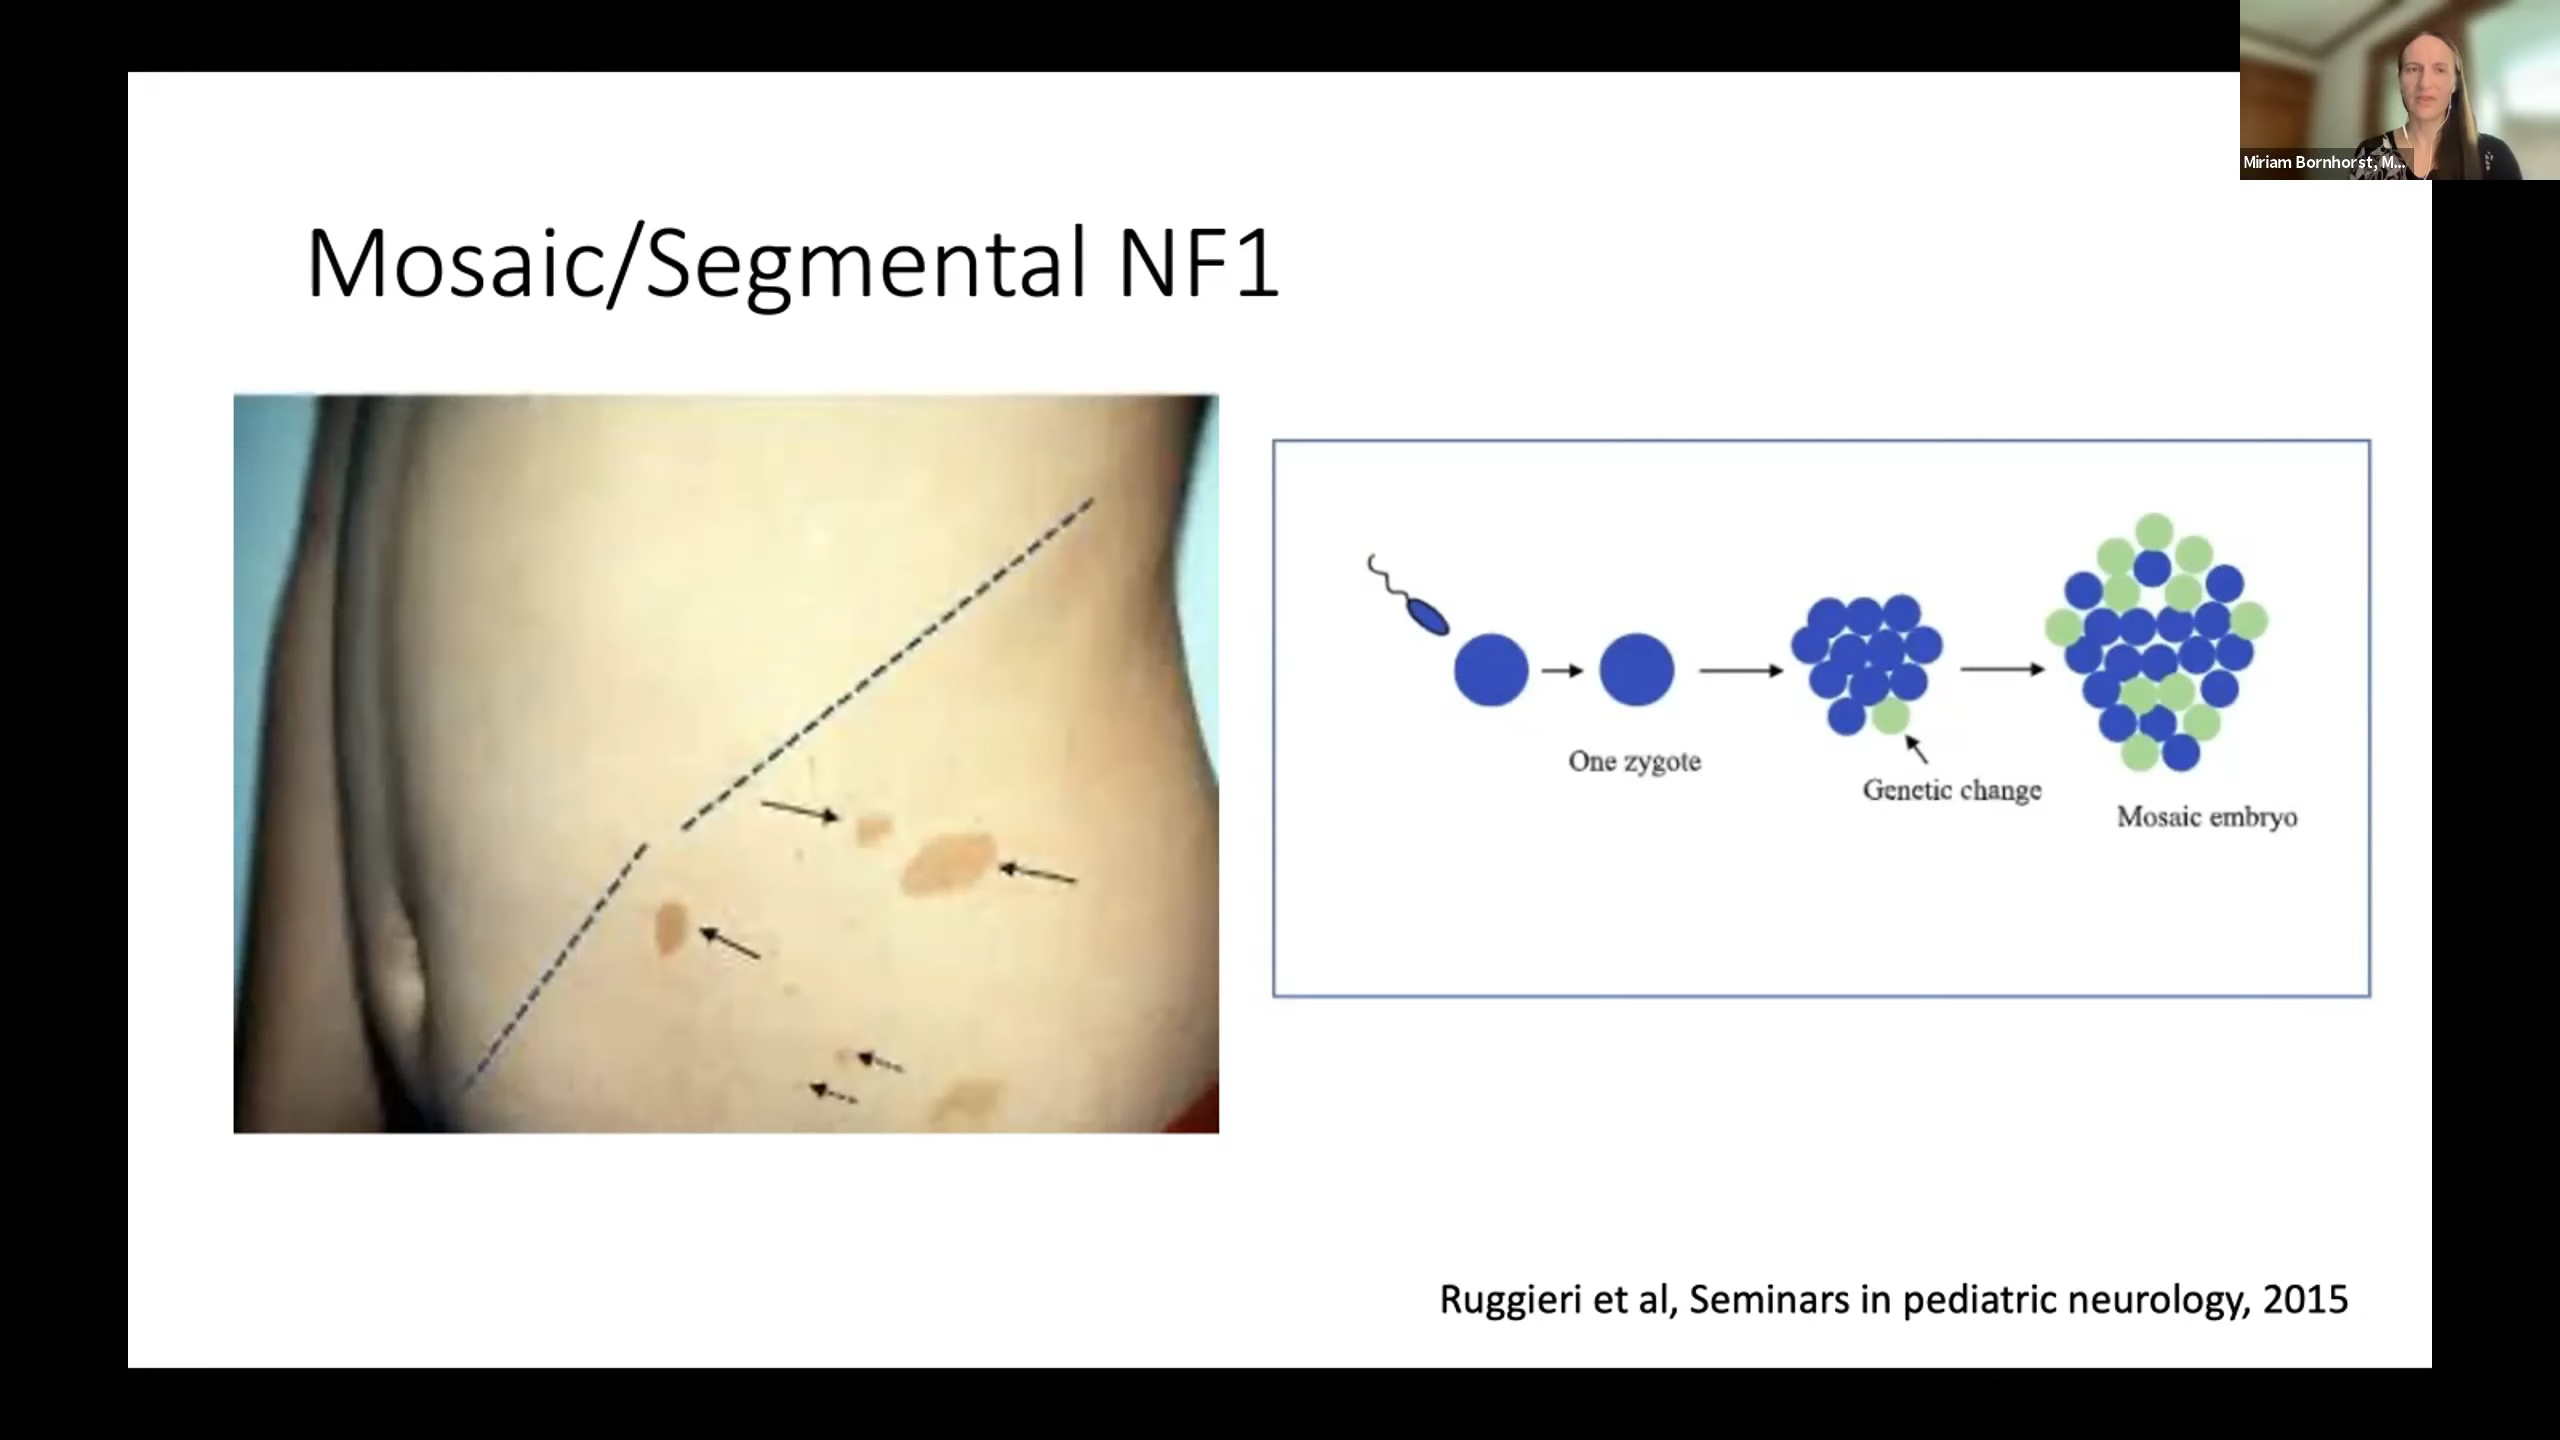 Miriam Bornhorst, M...
Mosaic/Segmental NF1
One zygote
Genetic change
Mosaic embryo
Ruggieri et al, Seminars in pediatric neurology, 2015